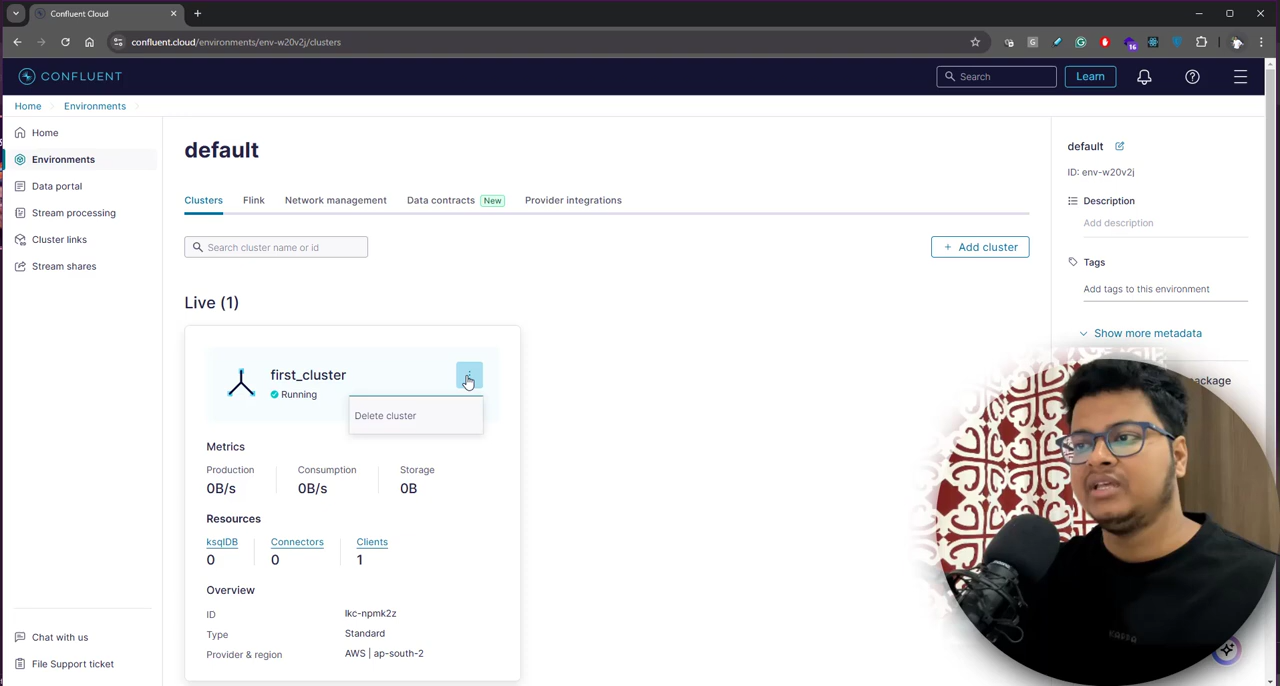 Confluent Cloud
confluent.cloud/environments/env-w20v2j/clusters
16
CONFLUENT
Search
Learn
Home
Environments
Home
Environments
Data portal
Stream processing
Cluster links
Stream shares
Chat with us
File Support ticket
default
Clusters
Flink
Network management
Data contracts New
Provider integrations
Search cluster name or id
+ Add cluster
Live (1)
first_cluster
Running
Delete cluster
Metrics
Production Consumption Storage
0B/s 0B/s 0B
Resources
ksqlDB Connectors Clients
0 0 1
Overview
ID lkc-npmk2z
Type Standard
Provider & region AWS | ap-south-2
default
ID: env-w20v2j
Description
Add description
Tags
Add tags to this environment
Show more metadata
package
KAPPA